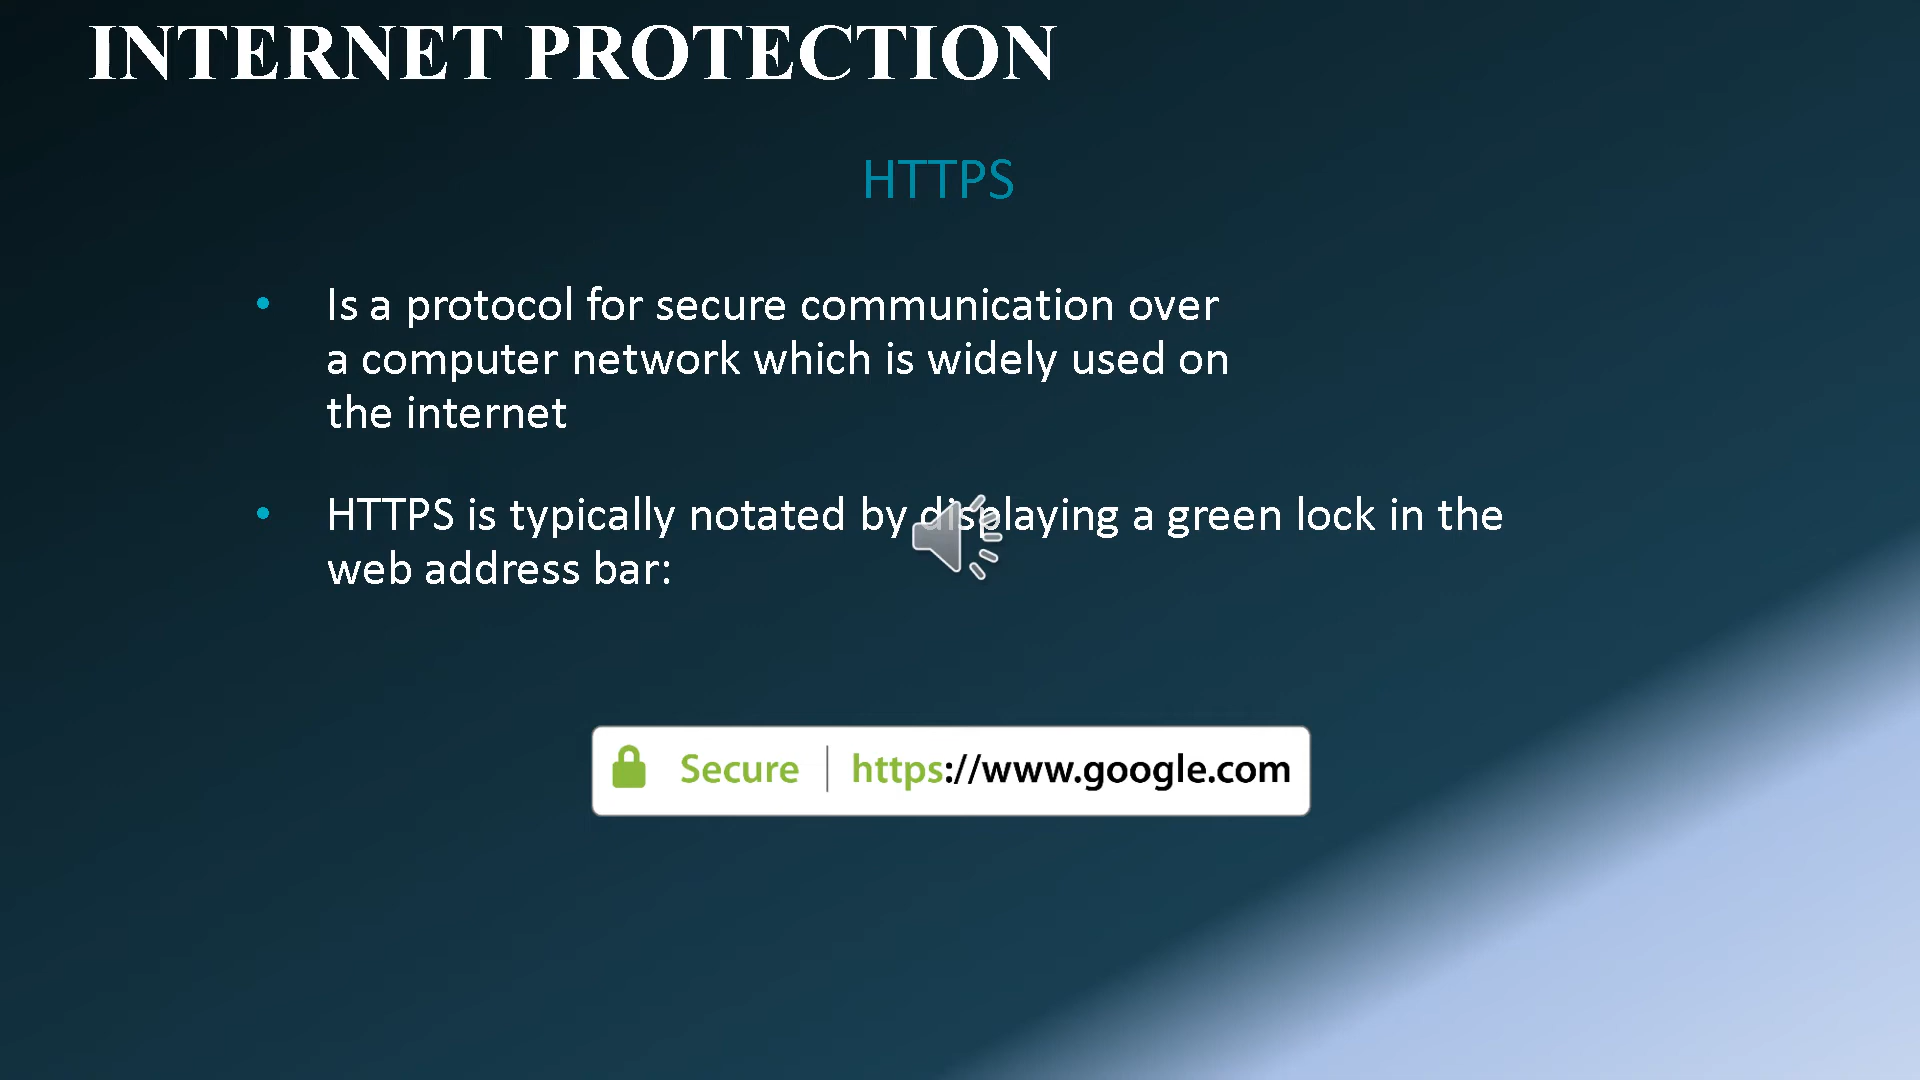 INTERNET PROTECTION
HTTPS
• Is a protocol for secure communication over
a computer network which is widely used on
the internet
• HTTPS is typically notated by displaying a green lock in the
web address bar:
Secure | https://www.google.com